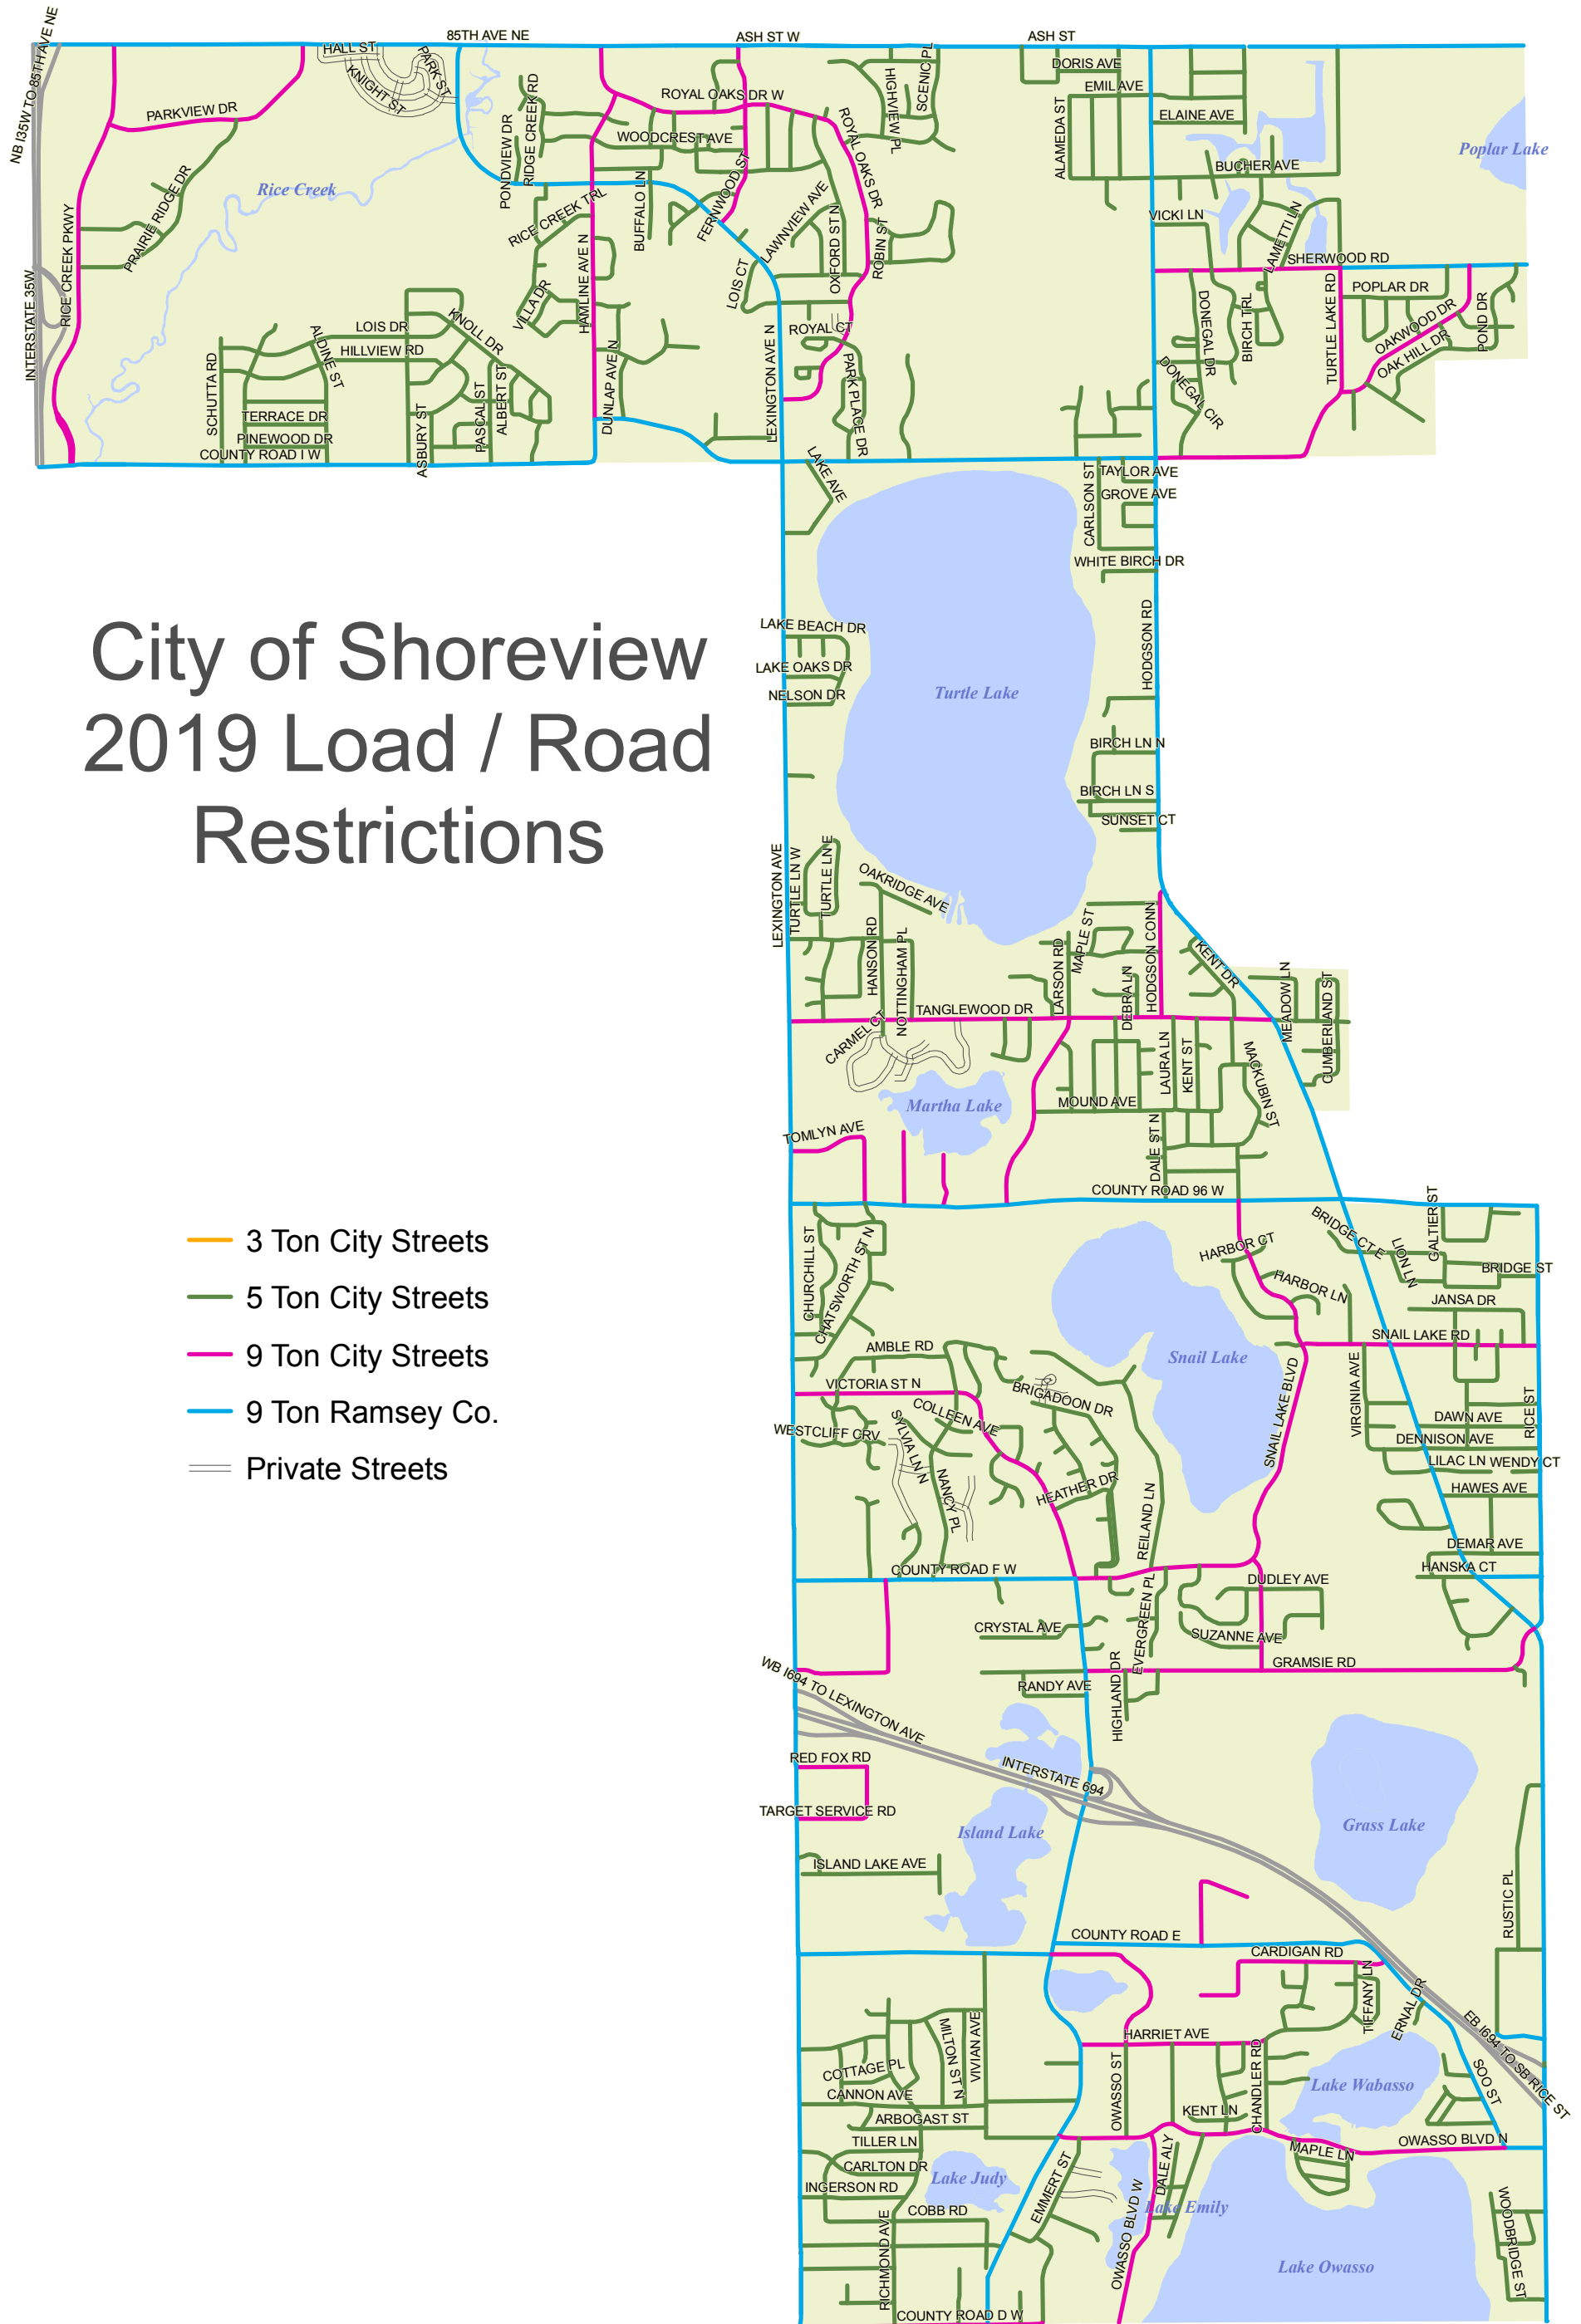 NB I35W TO 85TH AVE NE
HALL ST
PARK ST
KNIGHT ST
85TH AVE NE
ASH ST W
ASH ST
PARKVIEW DR
PONDVIEW DR
RIDGE CREEK RD
ROYAL OAKS DR W
WOODCREST AVE
ROYAL OAKS DR
HIGHVIEW PL
SCENIC PL
DORIS AVE
EMIL AVE
ALAMEDA ST
ELAINE AVE
BUCHER AVE
Poplar Lake
Rice Creek
PRAIRIE RIDGE DR
RICE CREEK PKWY
INTERSTATE 35W
RICE CREEK TRL
BUFFALO LN
FERNWOOD ST
LAWNVIEW AVE
OXFORD ST N
ROBIN ST
VICKI LN
LAMETTI LN
SHERWOOD RD
HAMLINE AVE N
VILLA DR
LOIS CT
POPLAR DR
DONEGAL DR
BIRCH TRL
TURTLE LAKE RD
OAKWOOD DR
OAK HILL DR
POND DR
LOIS DR
KNOLL DR
HILLVIEW RD
ALDINE ST
SCHUTTA RD
DUNLAP AVE N
LEXINGTON AVE N
ROYAL CT
PARK PLACE DR
DONEGAL CIR
TERRACE DR
PINEWOOD DR
COUNTY ROAD I W
ASBURY ST
PASCAL ST
ALBERT ST
LAKE AVE
CARLSON ST
TAYLOR AVE
GROVE AVE
WHITE BIRCH DR
City of Shoreview
2019 Load / Road
Restrictions
LAKE BEACH DR
LAKE OAKS DR
NELSON DR
Turtle Lake
HODGSON RD
BIRCH LN N
BIRCH LN S
SUNSET CT
LEXINGTON AVE
TURTLE LN W
TURTLE LN E
OAKRIDGE AVE
HANSON RD
NOTTINGHAM PL
LARSON RD
MAPLE ST
DEBRA LN
HODGSON CONN
KENT DR
MEADOW LN
CUMBERLAND ST
TANGLEWOOD DR
CARMEL CT
LAURA LN
KENT ST
MACKUBIN ST
Martha Lake
MOUND AVE
TOMLYN AVE
DALE ST N
COUNTY ROAD 96 W
3 Ton City Streets
5 Ton City Streets
9 Ton City Streets
9 Ton Ramsey Co.
Private Streets
CHURCHILL ST
CHATSWORTH ST N
HARBOR CT
HARBOR LN
BRIDGE CT E
LION LN
GALTIER ST
BRIDGE ST
JANSA DR
SNAIL LAKE RD
AMBLE RD
Snail Lake
VICTORIA ST N
BRIGADOON DR
COLLEEN AVE
WESTCLIFF CRV
SYLVIA LN N
NANCY PL
HEATHER DR
REILAND LN
SNAIL LAKE BLVD
VIRGINIA AVE
RICE ST
DAWN AVE
DENNISON AVE
LILAC LN
WENDY CT
HAWES AVE
DEMAR AVE
HANSKA CT
COUNTY ROAD F W
DUDLEY AVE
EVERGREEN PL
CRYSTAL AVE
SUZANNE AVE
GRAMSIE RD
WB I694 TO LEXINGTON AVE
RANDY AVE
HIGHLAND DR
RED FOX RD
INTERSTATE 694
TARGET SERVICE RD
Island Lake
Grass Lake
ISLAND LAKE AVE
RUSTIC PL
COUNTY ROAD E
CARDIGAN RD
TIFFANY LN
ERNAL DR
EB I694 TO SB RICE ST
HARRIET AVE
MILTON ST N
VIVIAN AVE
COTTAGE PL
CANNON AVE
ARBOGAST ST
OWASSO ST
KENT LN
CHANDLER RD
Lake Wabasso
SOO ST
OWASSO BLVD N
MAPLE LN
TILLER LN
CARLTON DR
INGERSON RD
Lake Judy
COBB RD
RICHMOND AVE
EMMERT ST
DALE ALY
OWASSO BLVD W
Lake Emily
Lake Owasso
WOODBRIDGE ST
COUNTY ROAD D W